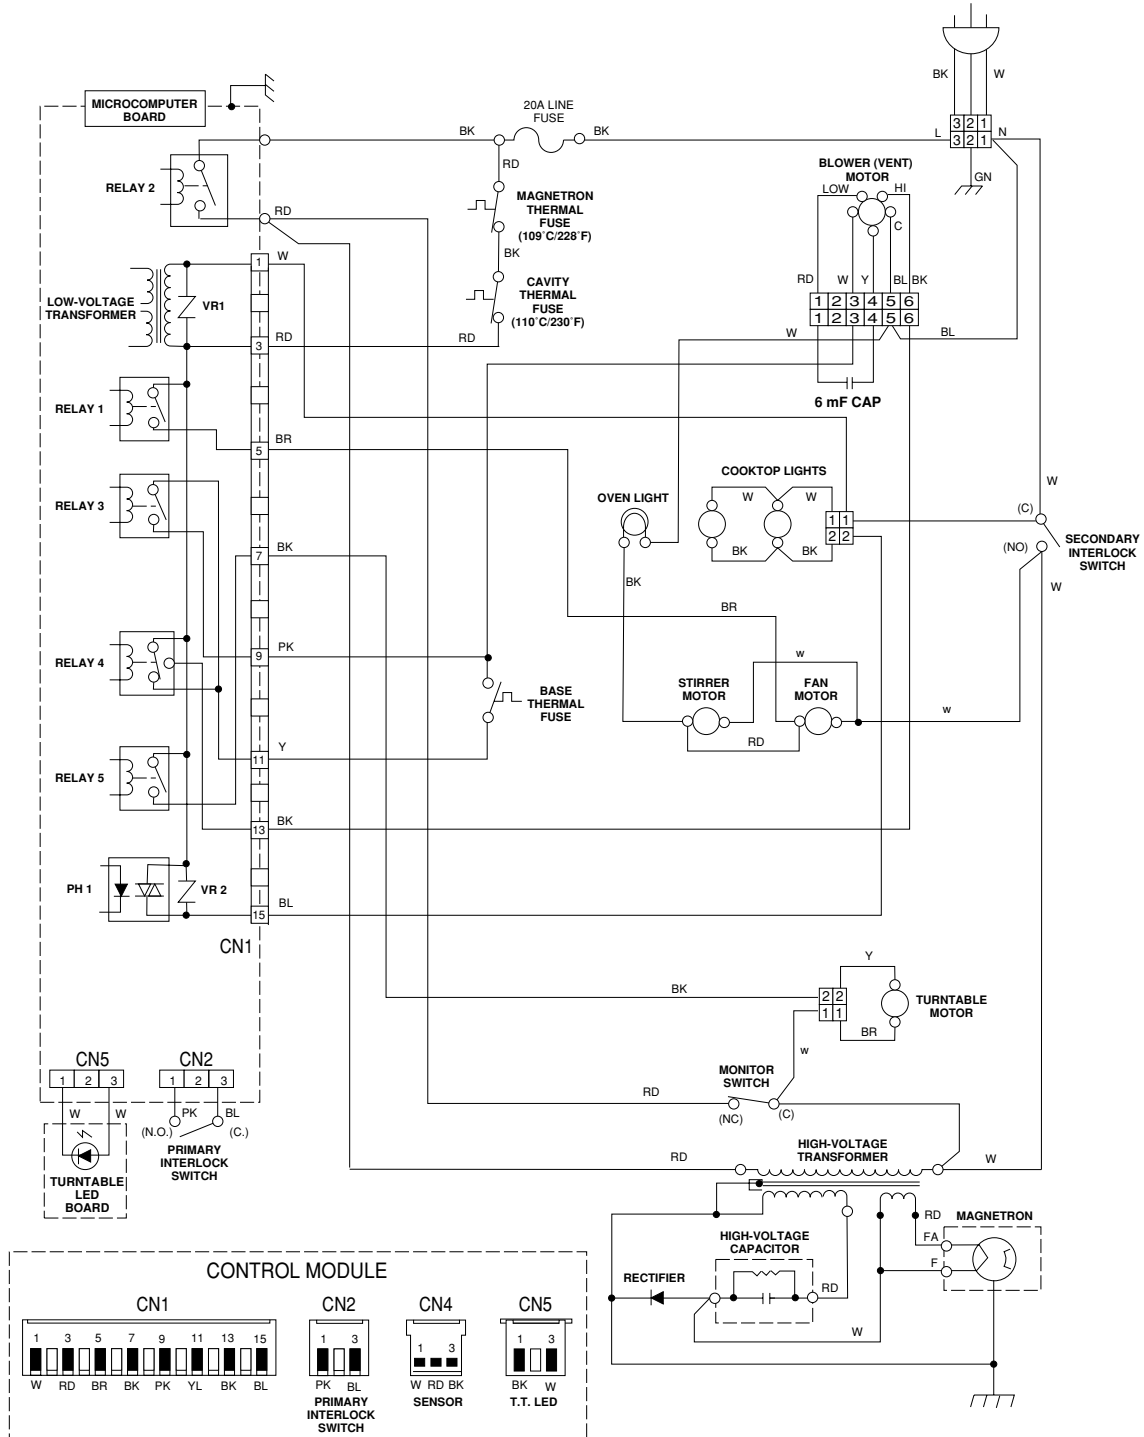 BK
W
20A LINE
FUSE
MICROCOMPUTER
BOARD
3 2 1
3 2 1
BK
BK
L
N
GN
RD
BLOWER (VENT)
MOTOR
LOW
HI
C
RELAY 2
MAGNETRON
THERMAL
FUSE
(109˚C/228˚F)
RD
BK
W
1
CAVITY
THERMAL
FUSE
(110˚C/230˚F)
RD
W
Y
BL
BK
LOW-VOLTAGE
TRANSFORMER
VR1
1 2 3 4 5 6
1 2 3 4 5 6
3
RD
RD
W
BL
6 mF CAP
RELAY 1
BR
5
COOKTOP LIGHTS
OVEN LIGHT
W
W
W
1 1
2 2
(C)
RELAY 3
SECONDARY
INTERLOCK
SWITCH
(NO)
BK
7
BK
BK
BK
W
BR
PK
9
RELAY 4
w
STIRRER
MOTOR
FAN
MOTOR
BASE
THERMAL
FUSE
w
RD
Y
11
RELAY 5
BK
13
PH 1
VR 2
BL
15
CN1
Y
BK
2 2
1 1
TURNTABLE
MOTOR
BR
w
CN5
CN2
1 2 3
1 2 3
MONITOR
SWITCH
RD
(NC)
(C)
W
W
PK
BL
(N.O.)
(C.)
PRIMARY
INTERLOCK
SWITCH
TURNTABLE
LED
BOARD
HIGH-VOLTAGE
TRANSFORMER
RD
W
RD
MAGNETRON
FA
F
HIGH-VOLTAGE
CAPACITOR
RECTIFIER
RD
W
CONTROL MODULE
CN1
CN2
CN4
CN5
1 3 5 7 9 11 13 15
1 3
1 3
1 3
W RD BR BK PK YL BK BL
PK BL
W RD BK
BK W
PRIMARY
INTERLOCK
SWITCH
SENSOR
T.T. LED